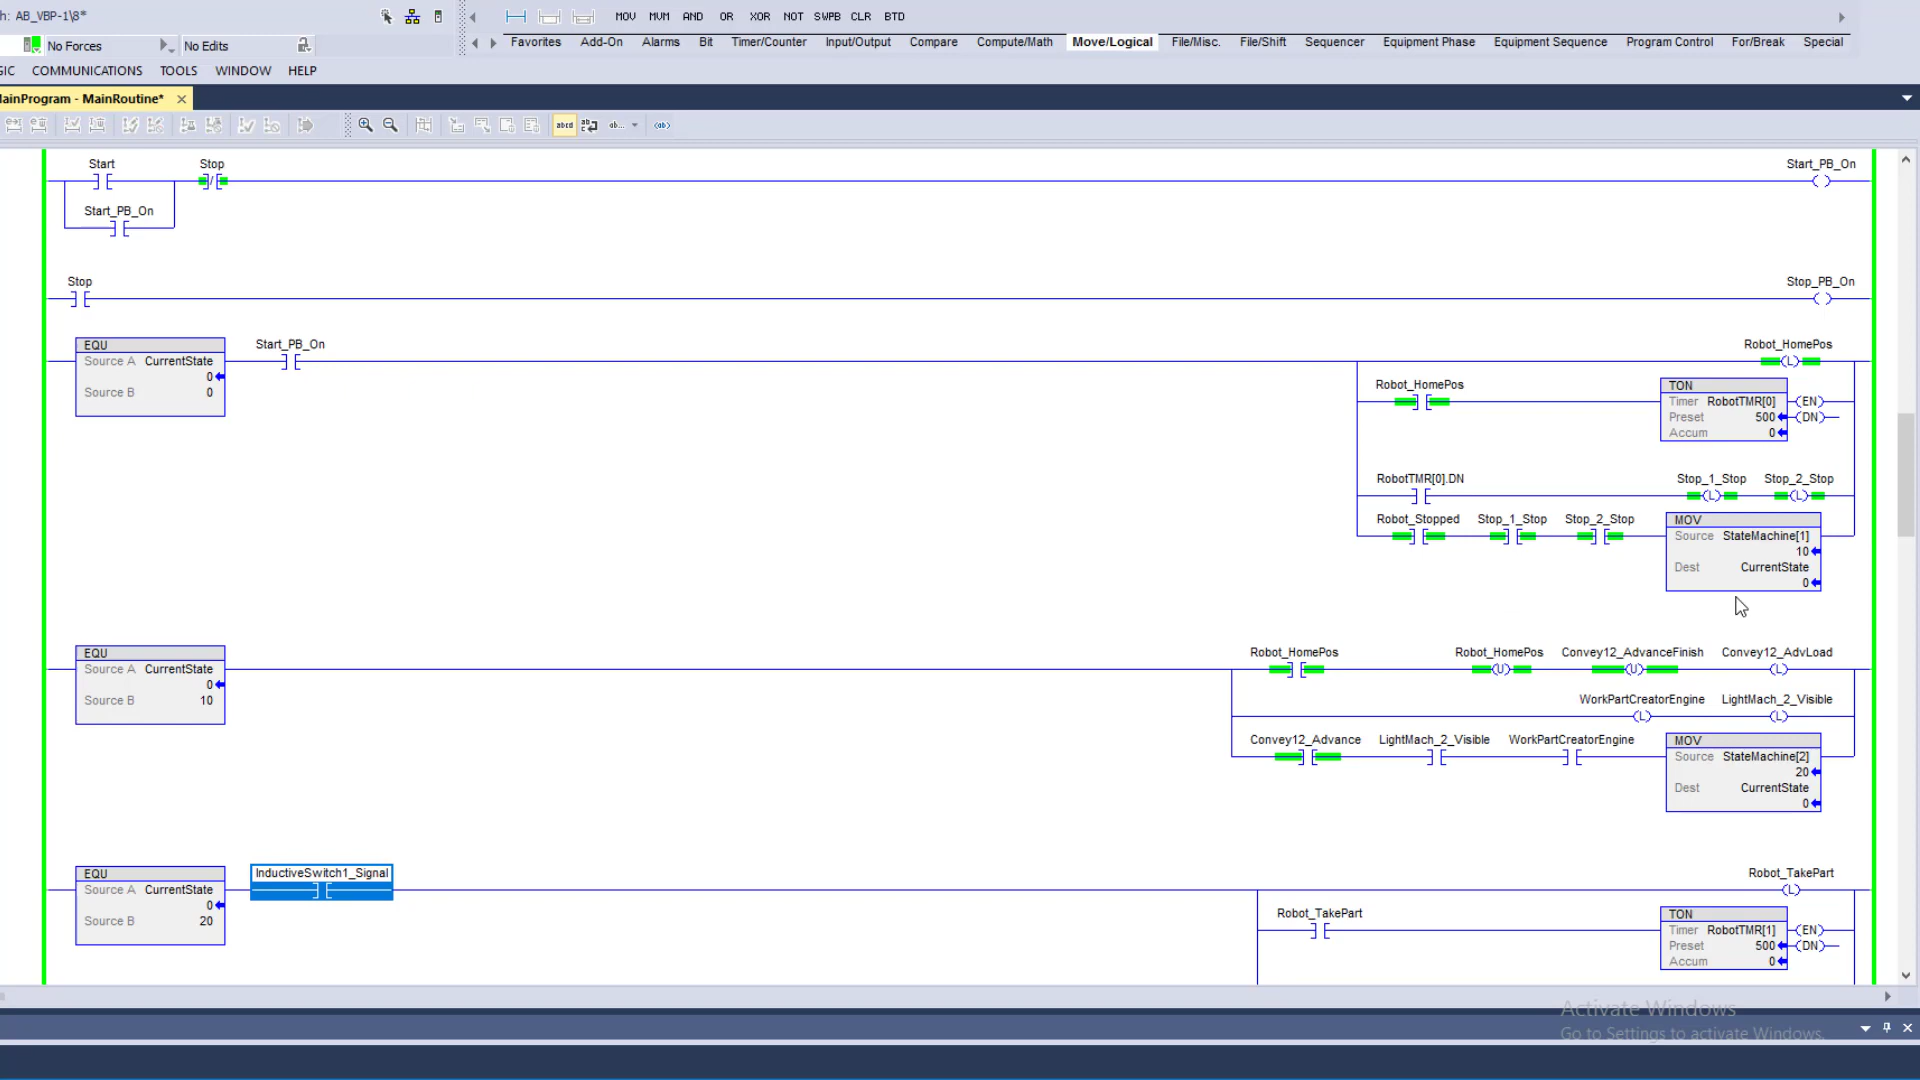 h: AB_VBP-1\8*
MOV MVM AND OR XOR NOT SWPB CLR BTD
No Forces No Edits
Favorites Add-On Alarms Bit Timer/Counter Input/Output Compare Compute/Math Move/Logical File/Misc. File/Shift Sequencer Equipment Phase Equipment Sequence Program Control For/Break Special
GIC COMMUNICATIONS TOOLS WINDOW HELP
MainProgram - MainRoutine*
abcd ab...
Start Stop Start_PB_On
Start_PB_On
Stop Stop_PB_On
EQU Start_PB_On Robot_HomePos
Source A CurrentState
0
Source B 0
L
Robot_HomePos TON
Timer RobotTMR[0] EN
Preset 500 DN
Accum 0
RobotTMR[0].DN Stop_1_Stop Stop_2_Stop
L L
Robot_Stopped Stop_1_Stop Stop_2_Stop MOV
Source StateMachine[1]
10
Dest CurrentState
0
EQU Robot_HomePos Robot_HomePos Convey12_AdvanceFinish Convey12_AdvLoad
Source A CurrentState U U L
0
Source B 10
WorkPartCreatorEngine LightMach_2_Visible
L L
Convey12_Advance LightMach_2_Visible WorkPartCreatorEngine MOV
Source StateMachine[2]
20
Dest CurrentState
0
EQU InductiveSwitch1_Signal Robot_TakePart
Source A CurrentState L
0
Source B 20
Robot_TakePart TON
Timer RobotTMR[1] EN
Preset 500 DN
Accum 0
Activate Windows
Go to Settings to activate Windows.